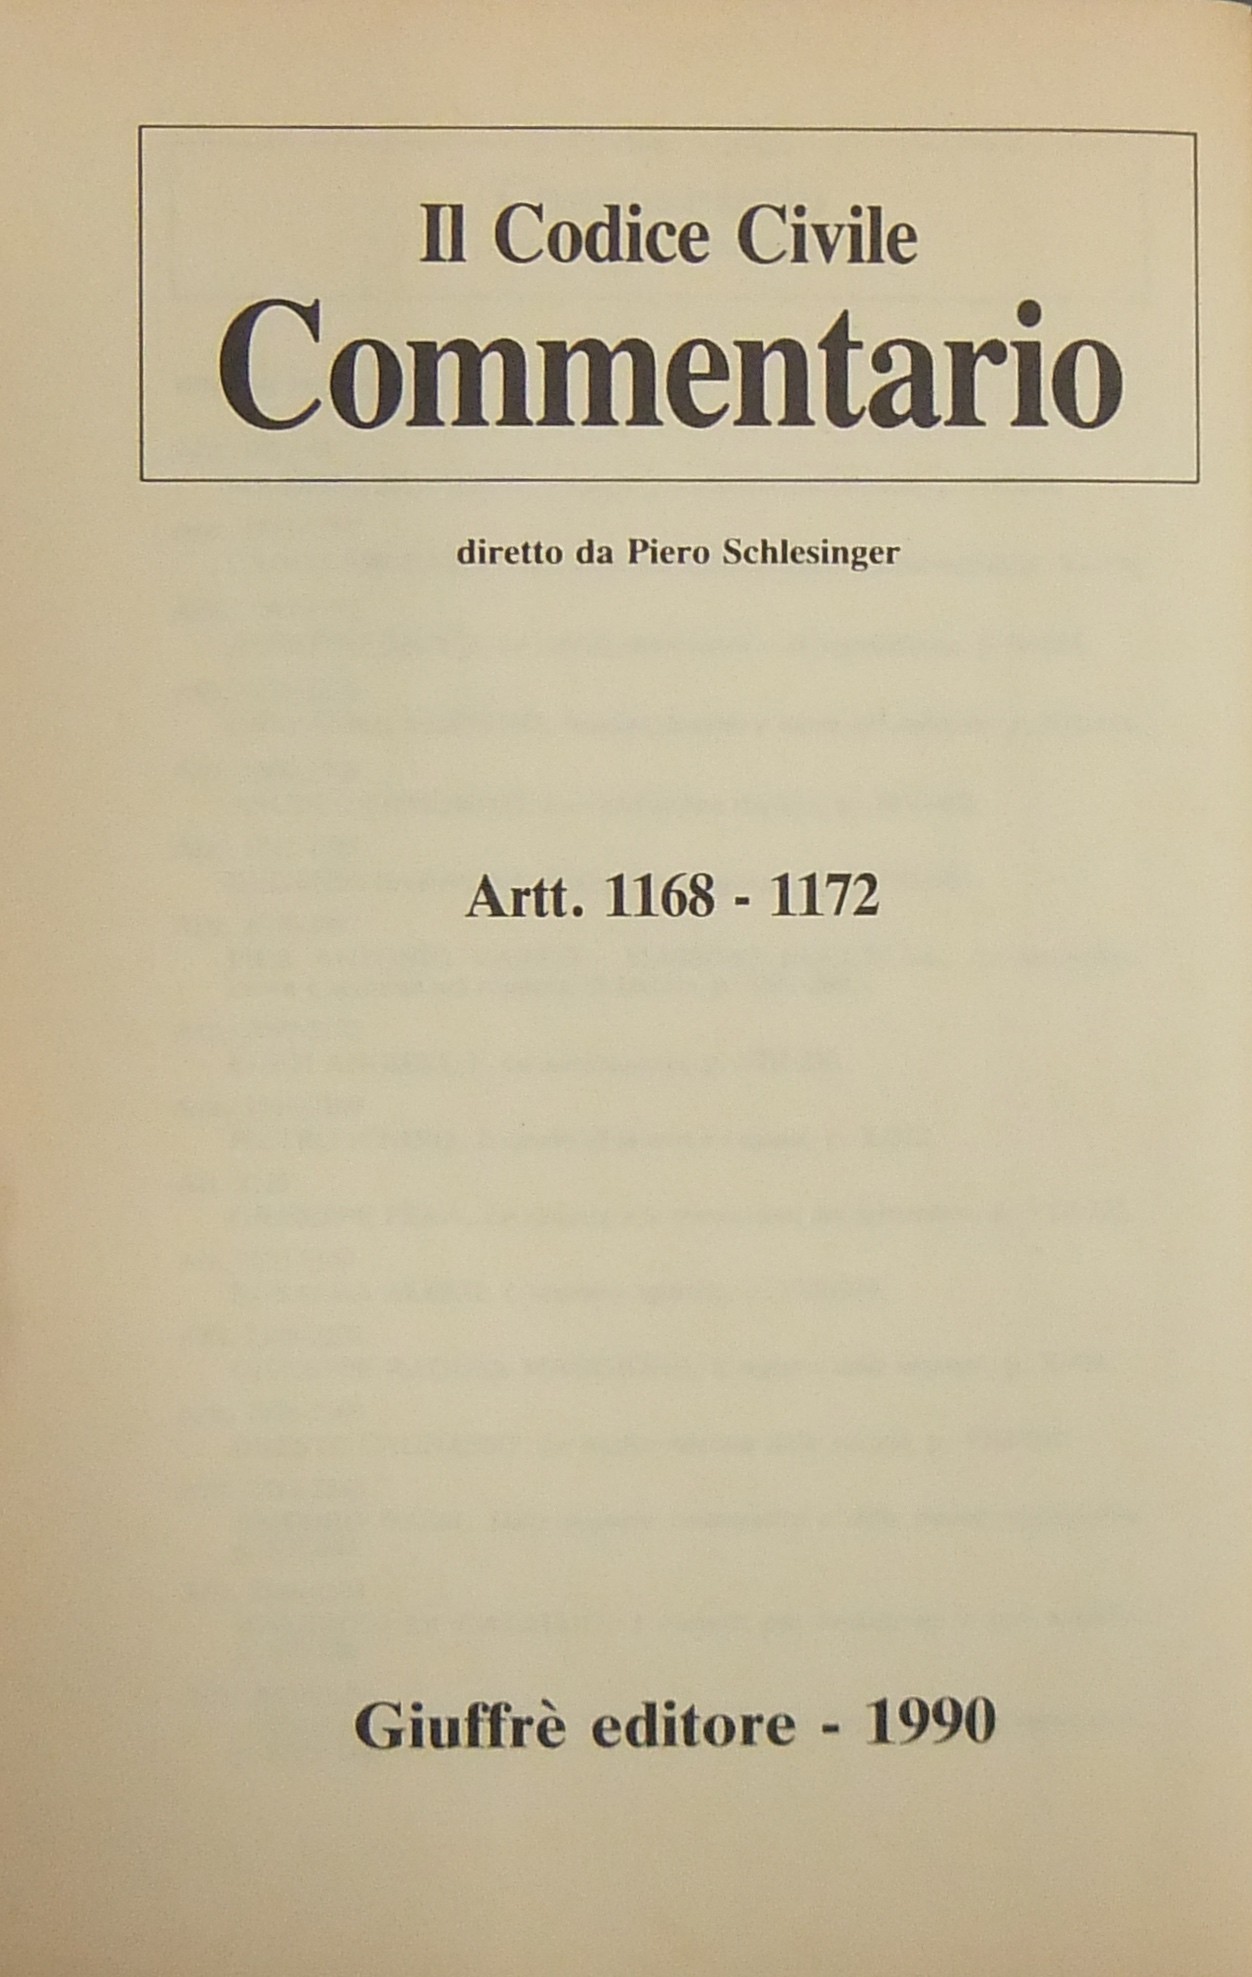 Il Codice Civile
Commentario
diretto da Piero Schlesinger
Artt. 1168 - 1172
Giuffrè editore - 1990